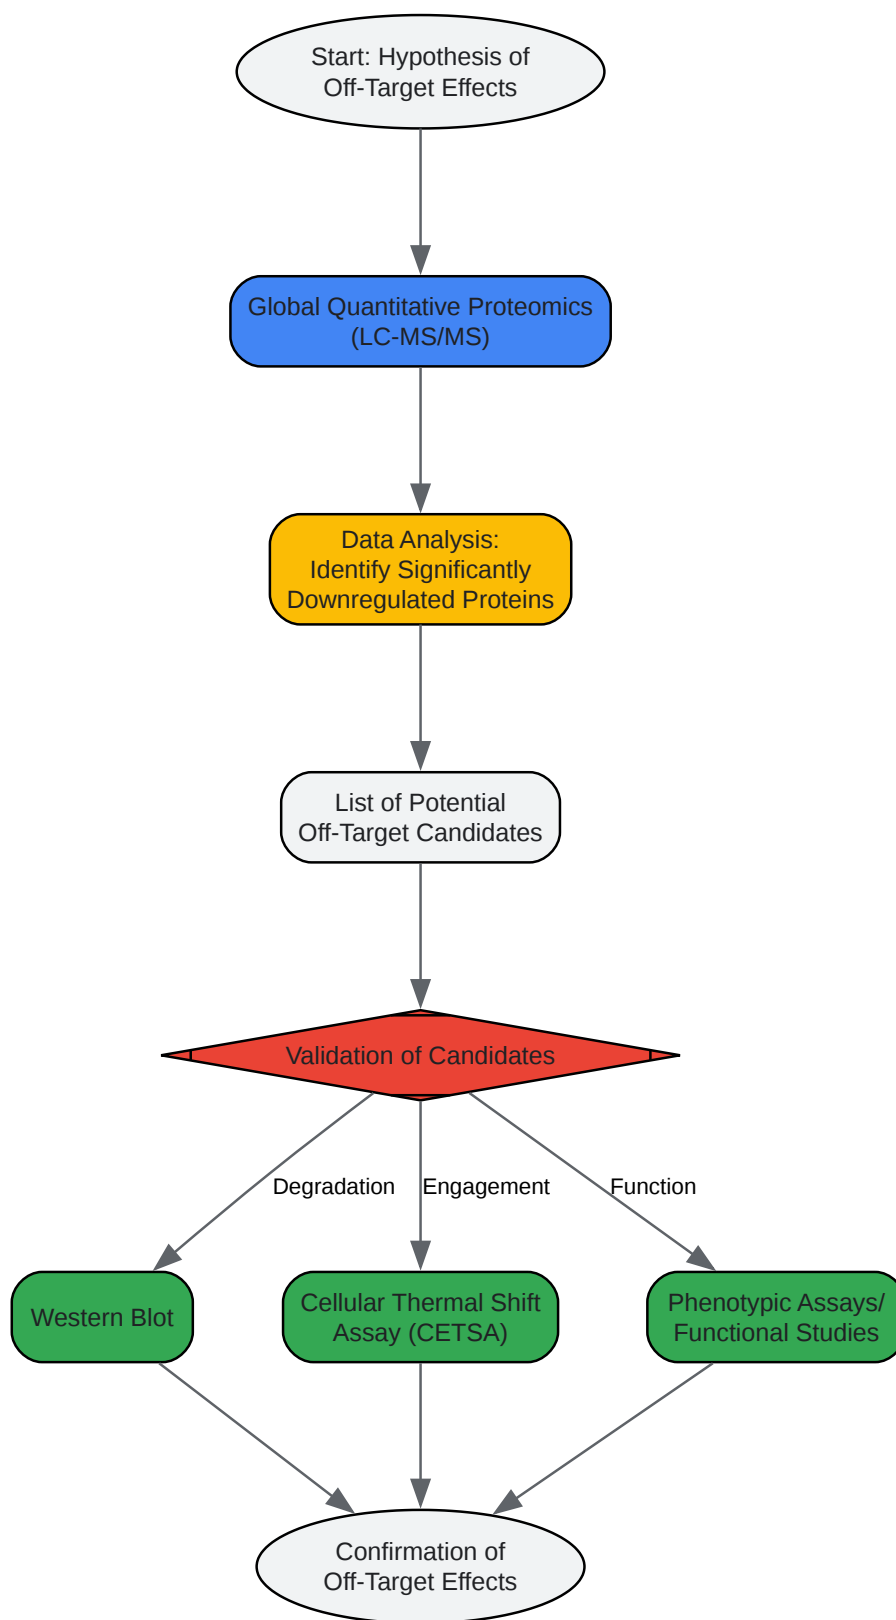 Start: Hypothesis of
Off-Target Effects
Global Quantitative Proteomics
(LC-MS/MS)
Data Analysis:
Identify Significantly
Downregulated Proteins
List of Potential
Off-Target Candidates
Validation of Candidates
Degradation
Engagement
Function
Western Blot
Cellular Thermal Shift
Assay (CETSA)
Phenotypic Assays/
Functional Studies
Confirmation of
Off-Target Effects